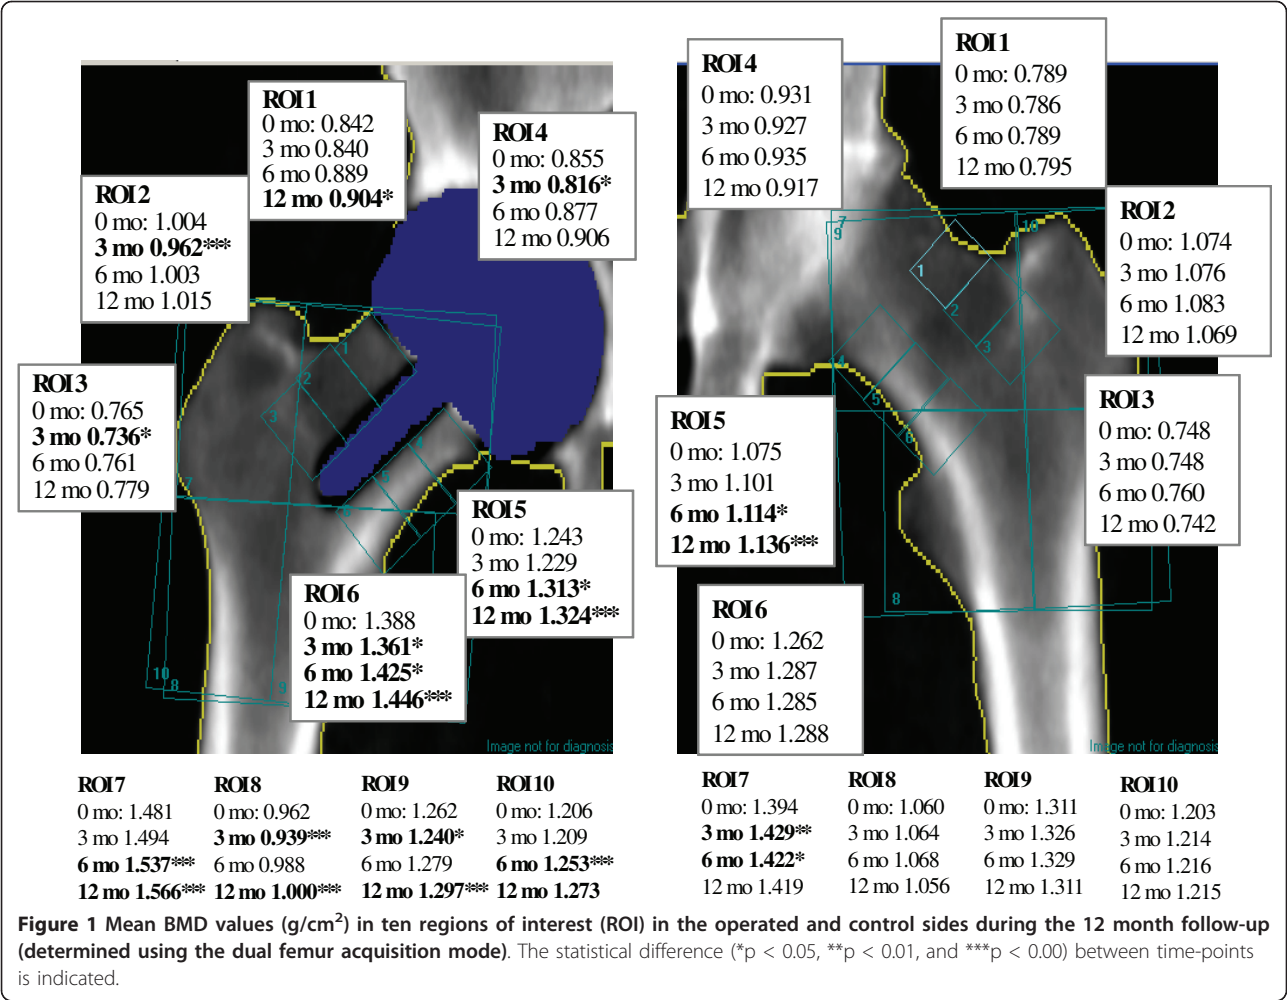 ROI1
0 mo: 0.842
3 mo 0.840
6 mo 0.889
12 mo 0.904*
ROI4
0 mo: 0.855
3 mo 0.816*
6 mo 0.877
12 mo 0.906
ROI2
0 mo: 1.004
3 mo 0.962***
6 mo 1.003
12 mo 1.015
ROI3
0 mo: 0.765
3 mo 0.736*
6 mo 0.761
12 mo 0.779
ROI5
0 mo: 1.243
3 mo 1.229
6 mo 1.313*
12 mo 1.324***
ROI6
0 mo: 1.388
3 mo 1.361*
6 mo 1.425*
12 mo 1.446***
1
2
3
4
5
6
7
10
8
9
Image not for diagnosis
ROI7
0 mo: 1.481
3 mo 1.494
6 mo 1.537***
12 mo 1.566***
ROI8
0 mo: 0.962
3 mo 0.939***
6 mo 0.988
12 mo 1.000***
ROI9
0 mo: 1.262
3 mo 1.240*
6 mo 1.279
12 mo 1.297***
ROI10
0 mo: 1.206
3 mo 1.209
6 mo 1.253***
12 mo 1.273
ROI4
0 mo: 0.931
3 mo 0.927
6 mo 0.935
12 mo 0.917
ROI1
0 mo: 0.789
3 mo 0.786
6 mo 0.789
12 mo 0.795
ROI2
0 mo: 1.074
3 mo 1.076
6 mo 1.083
12 mo 1.069
ROI3
0 mo: 0.748
3 mo 0.748
6 mo 0.760
12 mo 0.742
ROI5
0 mo: 1.075
3 mo 1.101
6 mo 1.114*
12 mo 1.136***
ROI6
0 mo: 1.262
3 mo 1.287
6 mo 1.285
12 mo 1.288
7
9
10
1
2
3
4
5
6
8
Image not for diagnosis
ROI7
0 mo: 1.394
3 mo 1.429**
6 mo 1.422*
12 mo 1.419
ROI8
0 mo: 1.060
3 mo 1.064
6 mo 1.068
12 mo 1.056
ROI9
0 mo: 1.311
3 mo 1.326
6 mo 1.329
12 mo 1.311
ROI10
0 mo: 1.203
3 mo 1.214
6 mo 1.216
12 mo 1.215
Figure 1 Mean BMD values (g/cm²) in ten regions of interest (ROI) in the operated and control sides during the 12 month follow-up
(determined using the dual femur acquisition mode). The statistical difference (*p < 0.05, **p < 0.01, and ***p < 0.00) between time-points
is indicated.